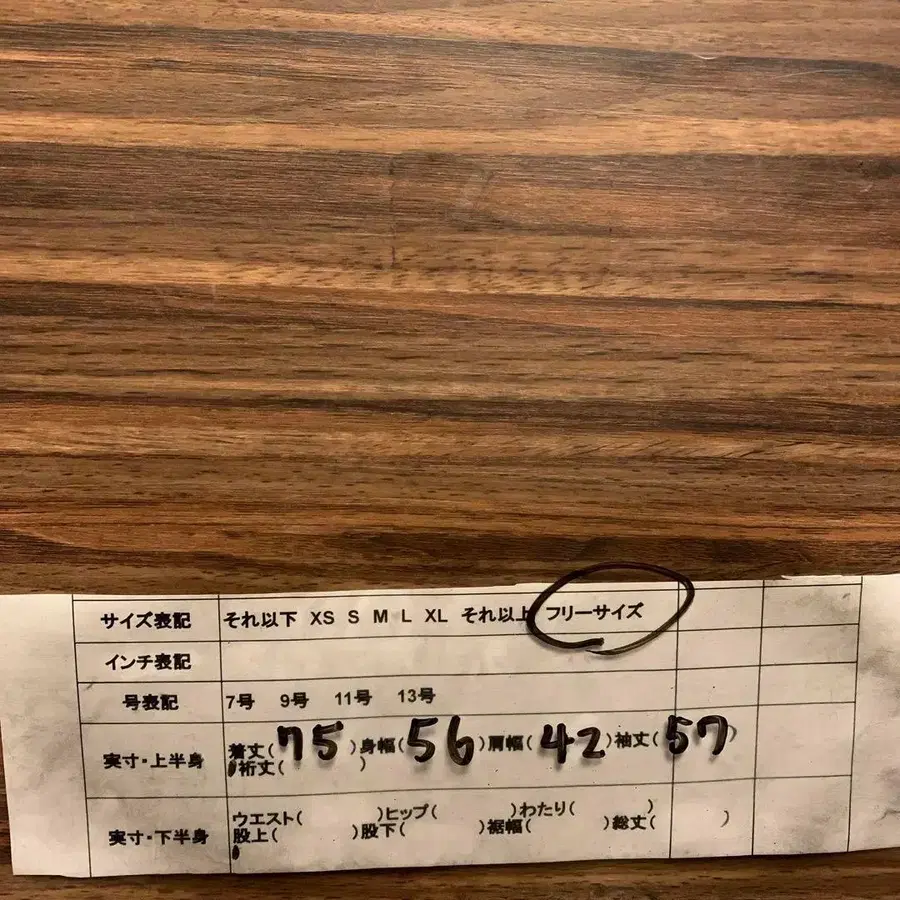 サイズ表記 それ以下 XS S M L XL それ以上 フリーサイズ
インチ表記
号表記 7号 9号 11号 13号
実寸・上半身 着丈(75)身幅(56)肩幅(42)袖丈(57)
裄丈( )
実寸・下半身 ウエスト( )ヒップ( )わたり( )
股上( )股下( )裾幅( )総丈( )